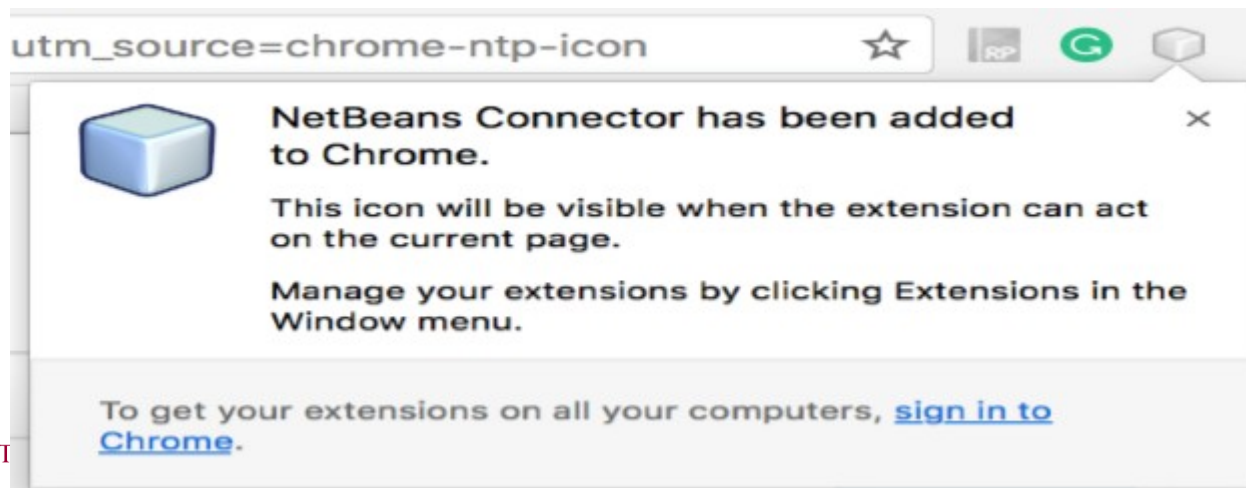 utm_source=chrome-ntp-icon
RP
G
NetBeans Connector has been added
to Chrome.
This icon will be visible when the extension can act
on the current page.
Manage your extensions by clicking Extensions in the
Window menu.
To get your extensions on all your computers, sign in to
Chrome.